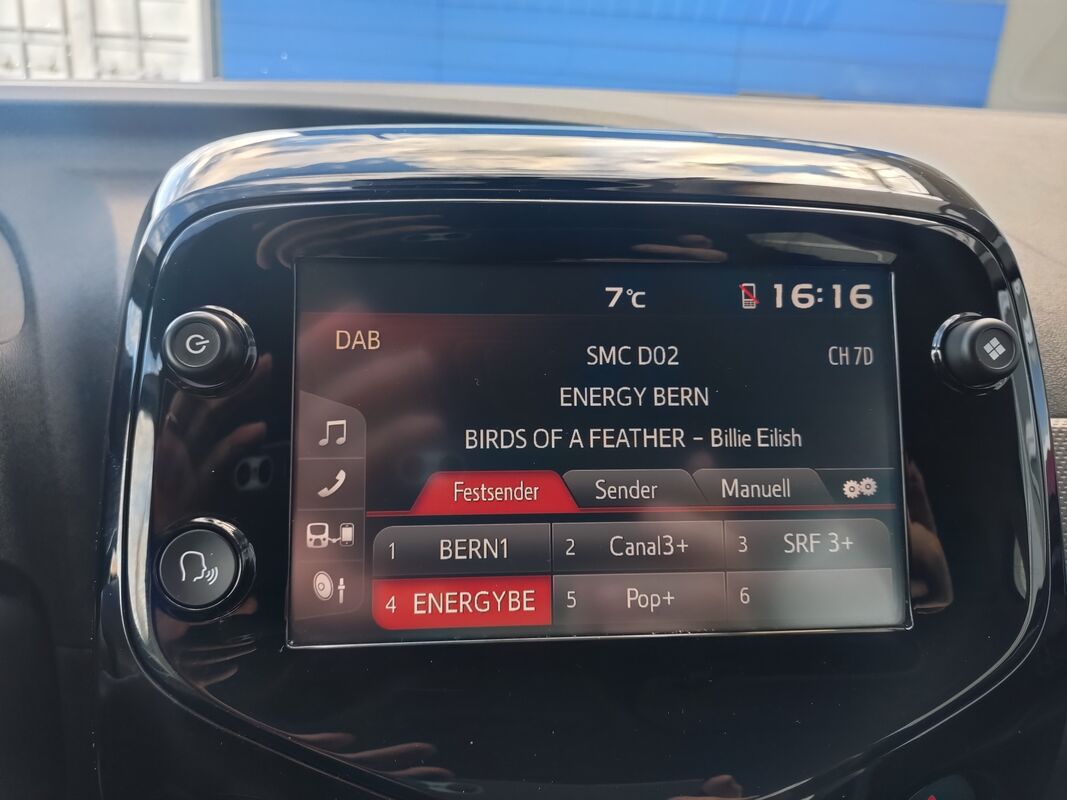 7°C 16:16
DAB
SMC D02 CH 7D
ENERGY BERN
BIRDS OF A FEATHER - Billie Eilish
Festsender Sender Manuell
1 BERN1 2 Canal3+ 3 SRF 3+
4 ENERGYBE 5 Pop+ 6